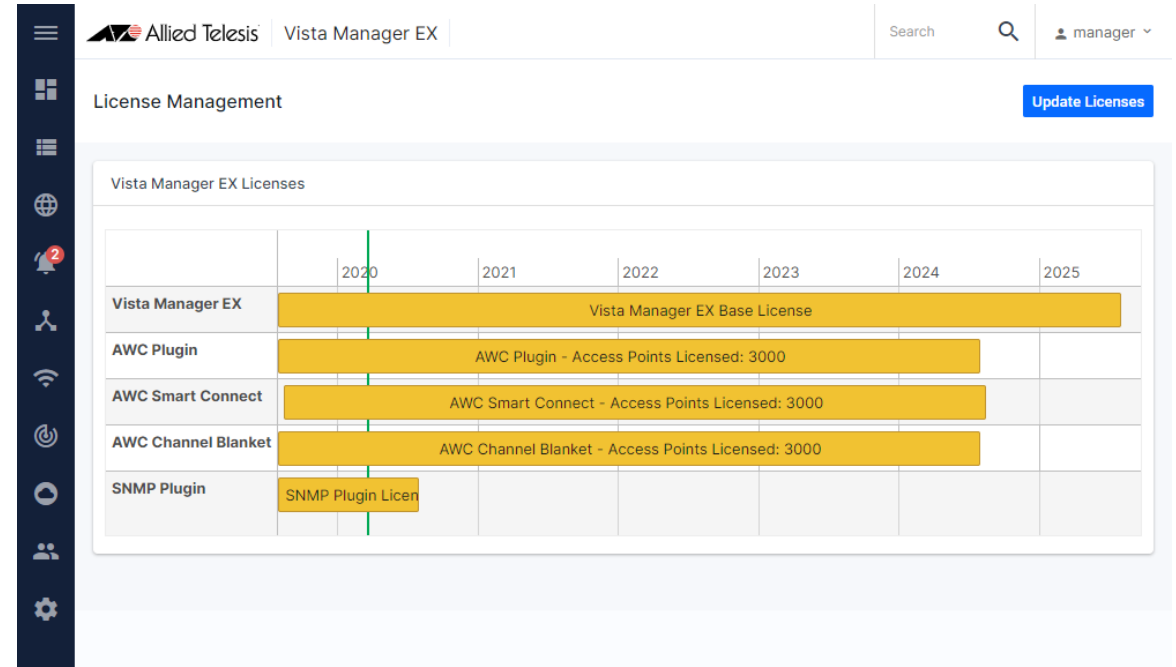 Allied Telesis Vista Manager EX Search manager
License Management Update Licenses
Vista Manager EX Licenses
2
2020 2021 2022 2023 2024 2025
Vista Manager EX Vista Manager EX Base License
AWC Plugin AWC Plugin - Access Points Licensed: 3000
AWC Smart Connect AWC Smart Connect - Access Points Licensed: 3000
AWC Channel Blanket AWC Channel Blanket - Access Points Licensed: 3000
SNMP Plugin SNMP Plugin Licen